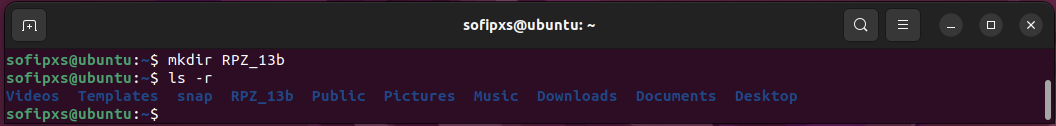 sofipxs@ubuntu: ~
sofipxs@ubuntu:~$ mkdir RPZ_13b
sofipxs@ubuntu:~$ ls -r
Videos Templates snap RPZ_13b Public Pictures Music Downloads Documents Desktop
sofipxs@ubuntu:~$